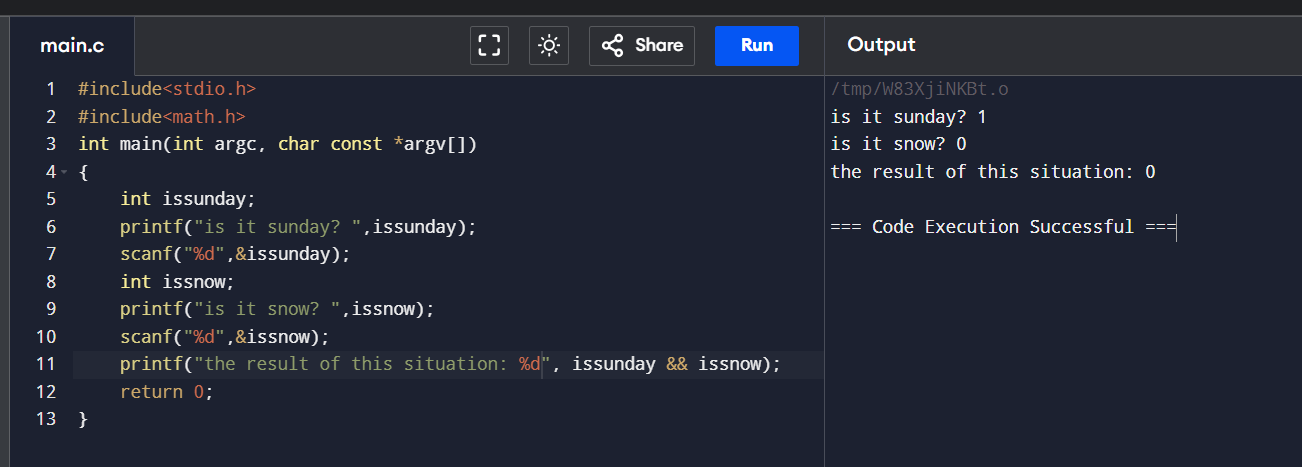 main.c
Share
Run
Output
1 #include<stdio.h>
2 #include<math.h>
3 int main(int argc, char const *argv[])
4 {
5 int issunday;
6 printf("is it sunday? ",issunday);
7 scanf("%d",&issunday);
8 int issnow;
9 printf("is it snow? ",issnow);
10 scanf("%d",&issnow);
11 printf("the result of this situation: %d", issunday && issnow);
12 return 0;
13 }
/tmp/W83XjiNKBt.o
is it sunday? 1
is it snow? 0
the result of this situation: 0
=== Code Execution Successful ===